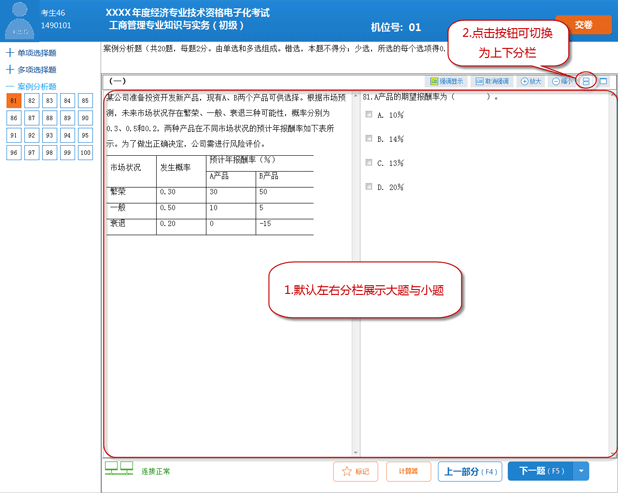 考生46
1490101
XXXX年度经济专业技术资格电子化考试
工商管理专业知识与实务（初级）
机位号: 01
交卷
2.点击按钮可切换
为上下分栏
单项选择题
多项选择题
案例分析题
81 82 83 84 85
86 87 88 89 90
91 92 93 94 95
96 97 98 99 100
案例分析题（共20题，每题2分。由单选和多选组成。错选，本题不得分；少选，所选的每个选项得0.
（一）
强调显示 取消强调 放大 缩小
某公司准备投资开发新产品，现有A、B两个产品可供选择。根据市场预
测，未来市场状况存在繁荣、一般、衰退三种可能性，概率分别为
0.3、0.5和0.2，两种产品在不同市场状况的预计年报酬率如下表所
示。为了做出正确决定，公司需进行风险评价。
市场状况 发生概率 预计年报酬率（%）
A产品 B产品
繁荣 0.30 30 50
一般 0.50 10 5
衰退 0.20 0 -15
81.A产品的期望报酬率为（ ）。
A. 10%
B. 14%
C. 13%
D. 20%
1.默认左右分栏展示大题与小题
连接正常
标记
计算器
上一部分（F4）
下一题（F5）